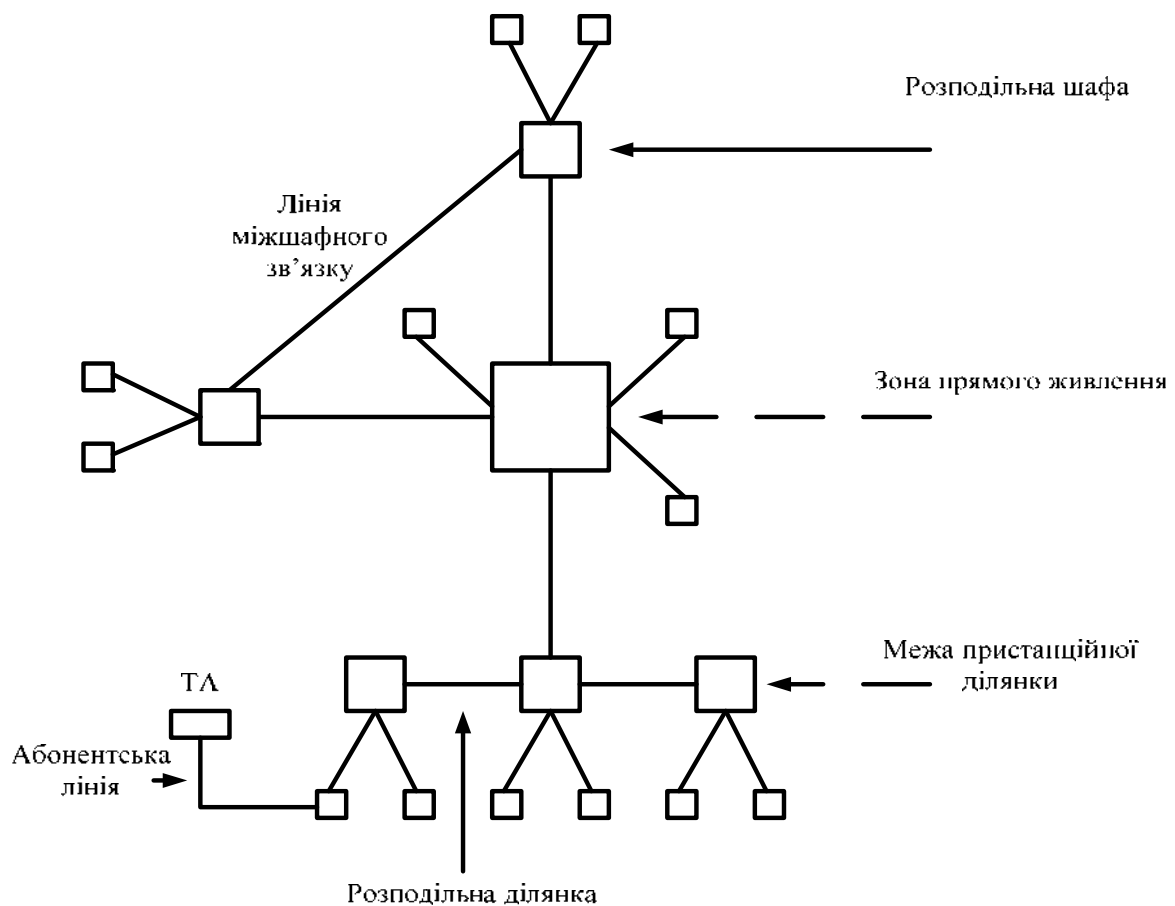 Розподільна шафа
Лінія
міжшафного
зв’язку
Зона прямого живлення
Межа пристанційної
ділянки
ТА
Абонентська
лінія
Розподільна ділянка